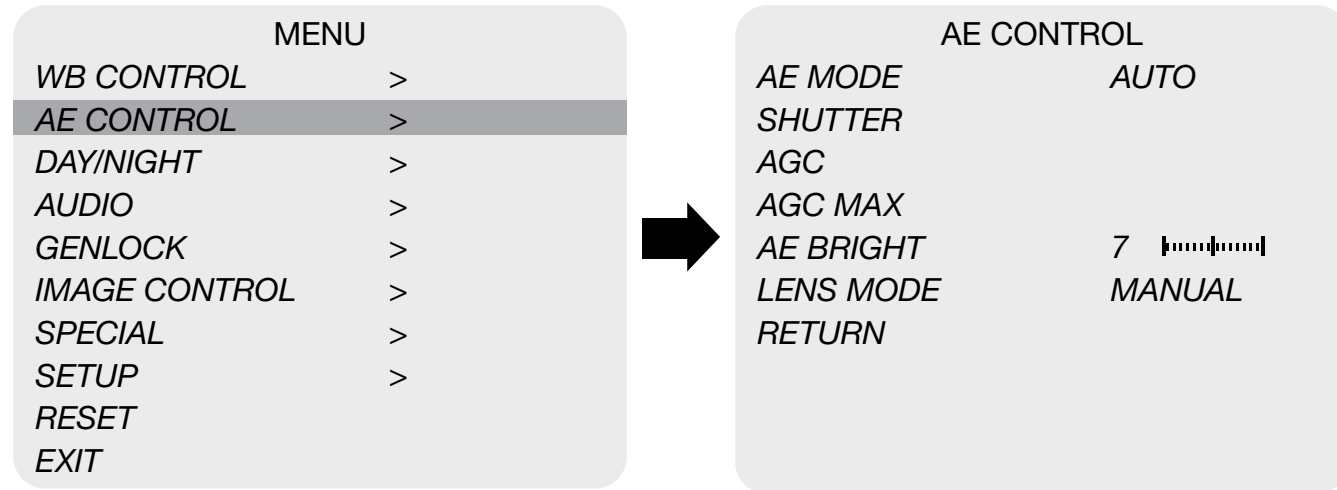 MENU
WB CONTROL >
AE CONTROL >
DAY/NIGHT >
AUDIO >
GENLOCK >
IMAGE CONTROL >
SPECIAL >
SETUP >
RESET
EXIT
AE CONTROL
AE MODE AUTO
SHUTTER
AGC
AGC MAX
AE BRIGHT 7
LENS MODE MANUAL
RETURN